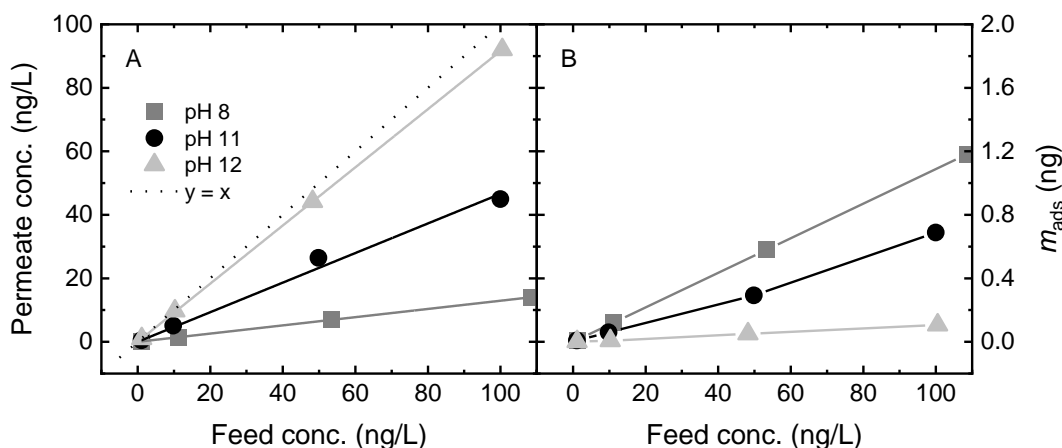 A
B
Permeate conc. (ng/L)
100
80
60
40
20
0
pH 8
pH 11
pH 12
y = x
0 20 40 60 80 100
Feed conc. (ng/L)
0 20 40 60 80 100
Feed conc. (ng/L)
2.0
1.6
1.2
0.8
0.4
0.0
m_ads (ng)